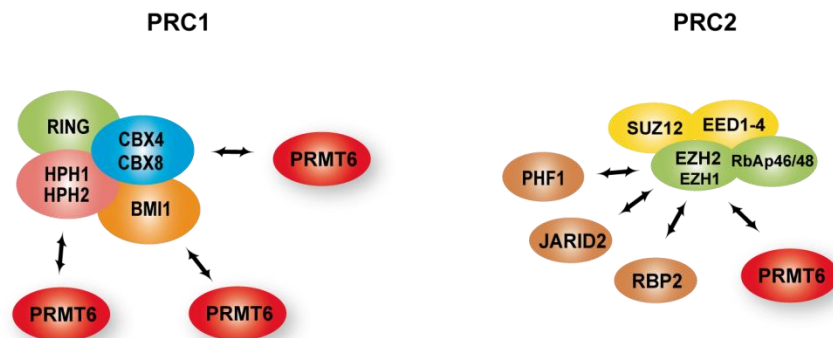 PRC1
PRC2
RING
CBX4
CBX8
HPH1
HPH2
BMI1
PRMT6
PRMT6
PRMT6
SUZ12
EED1-4
EZH2
EZH1
RbAp46/48
PHF1
JARID2
RBP2
PRMT6